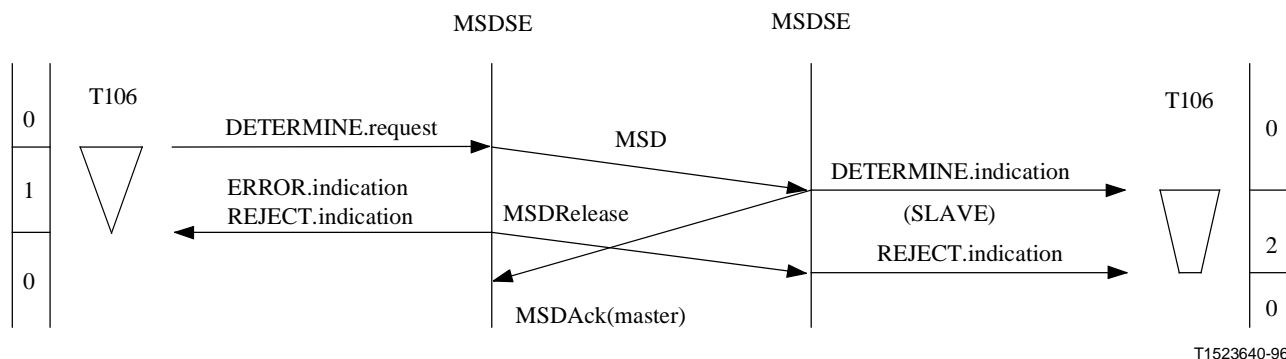 MSDSE
MSDSE
T106
T106
0
0
DETERMINE.request
MSD
DETERMINE.indication
1
ERROR.indication
REJECT.indication
MSDRelease
(SLAVE)
2
REJECT.indication
0
MSDAck(master)
0
T1523640-96